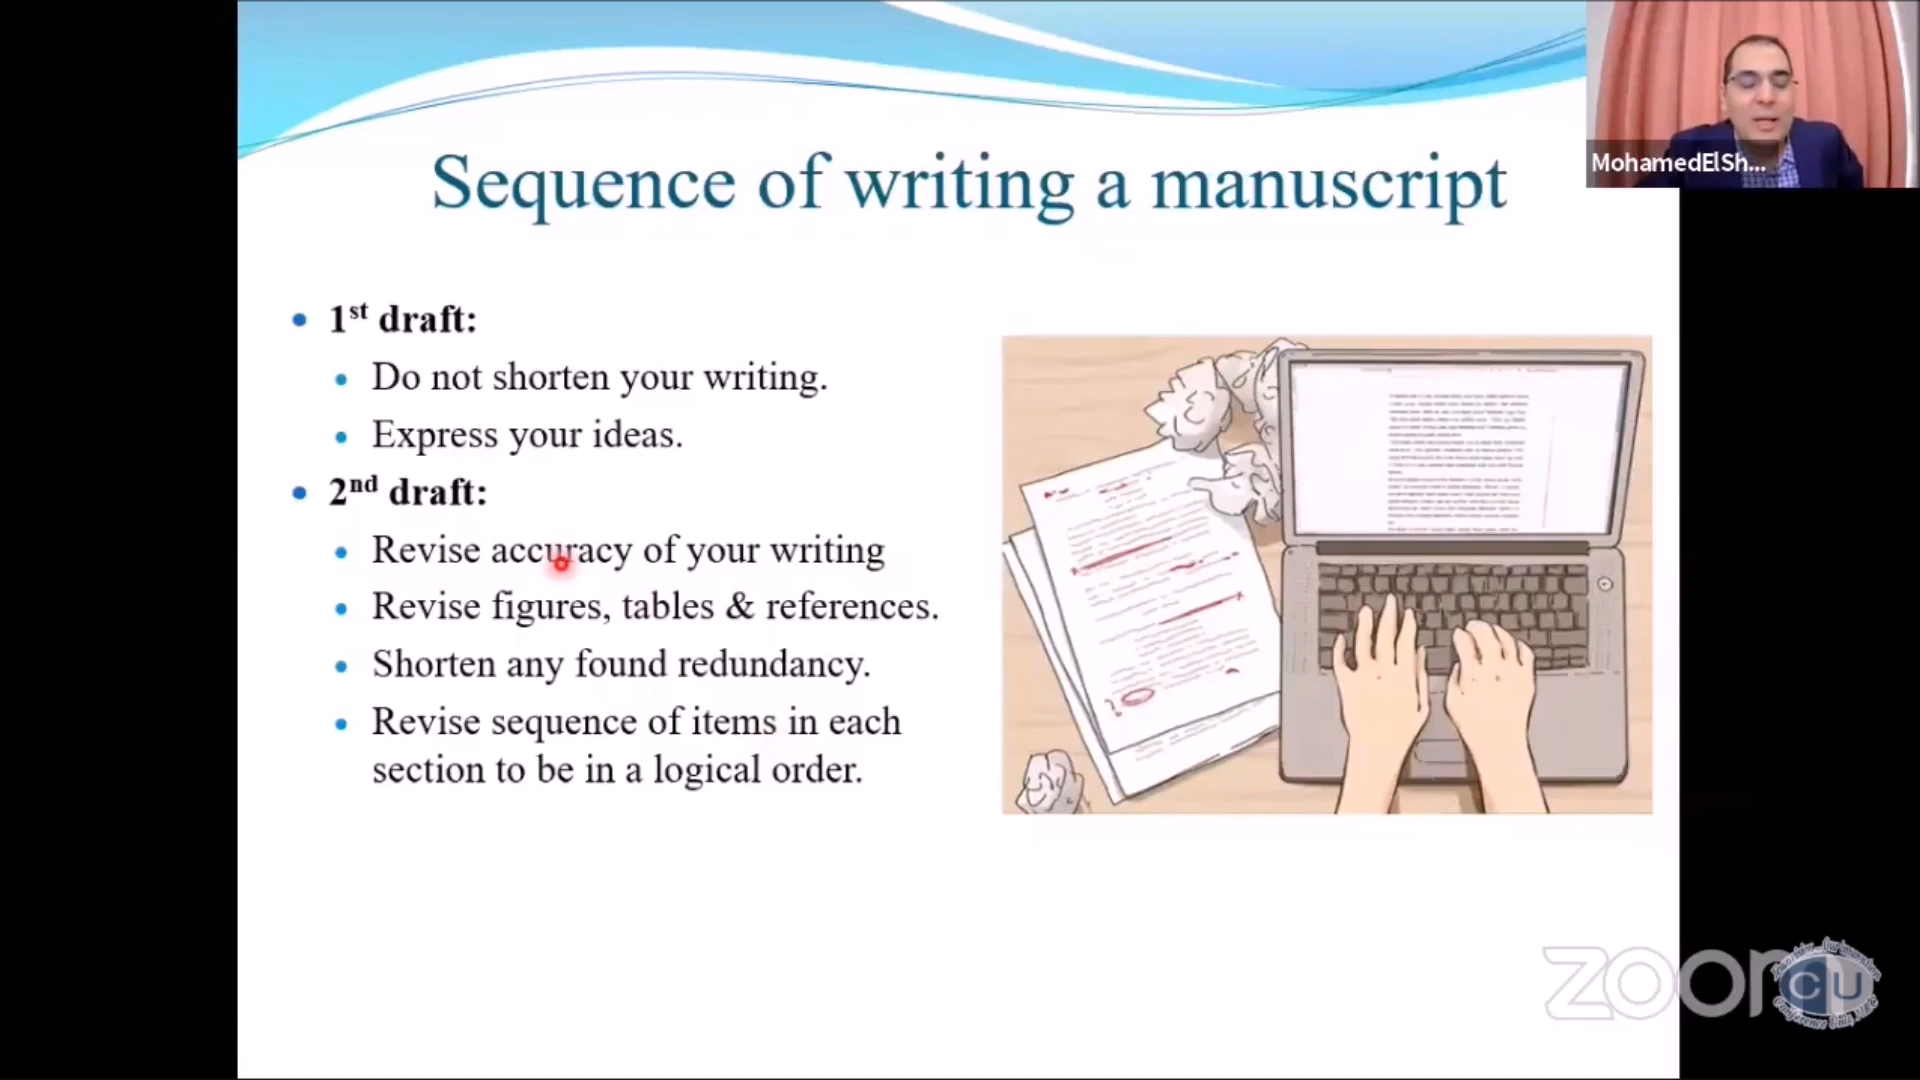 MohamedElSh...
Sequence of writing a manuscript
• 1st draft:
• Do not shorten your writing.
• Express your ideas.
• 2nd draft:
• Revise accuracy of your writing
• Revise figures, tables & references.
• Shorten any found redundancy.
• Revise sequence of items in each
section to be in a logical order.
zoom
CU